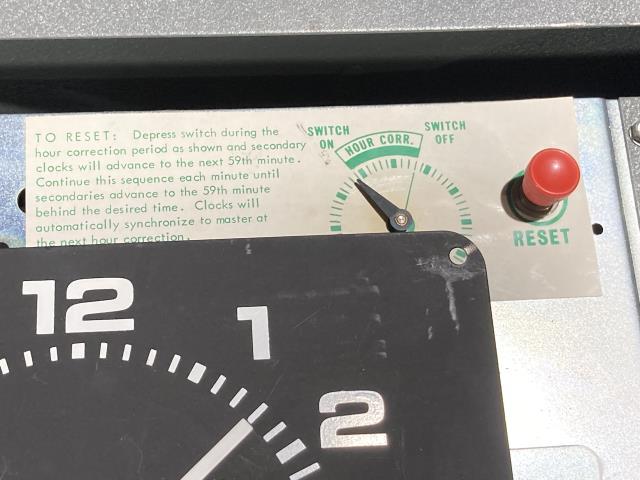 TO RESET: Depress switch during the
hour correction period as shown and secondary
clocks will advance to the next 59th minute.
Continue this sequence each minute until
secondaries advance to the 59th minute
behind the desired time. Clocks will
automatically synchronize to master at
the next hour correction.
SWITCH
ON
HOUR CORR.
SWITCH
OFF
RESET
12
1
2